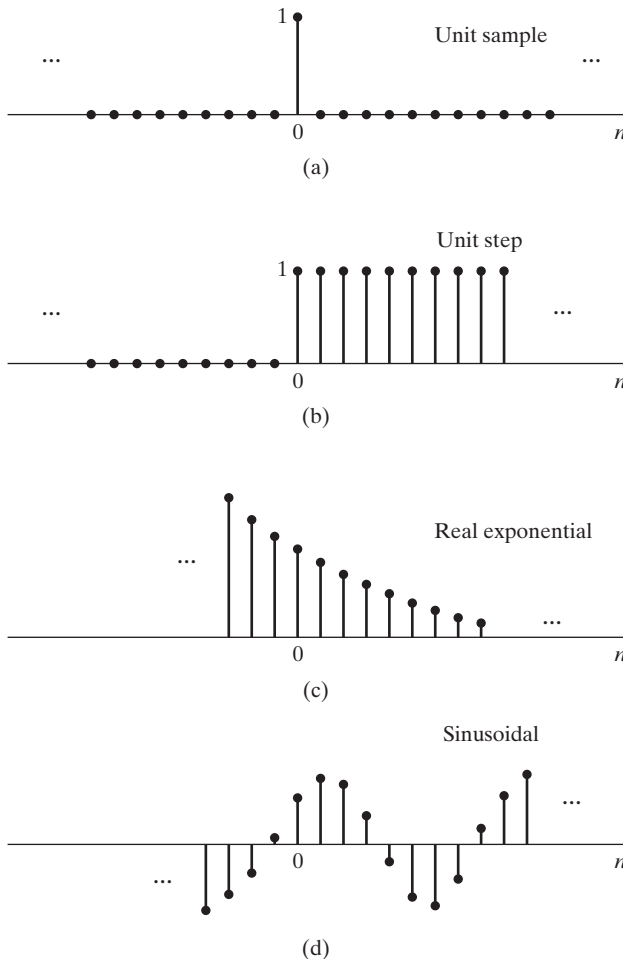 1
Unit sample
... ...
0 n
(a)
Unit step
1
... ...
0 n
(b)
Real exponential
... ...
0 n
(c)
Sinusoidal
...
0 n
...
(d)